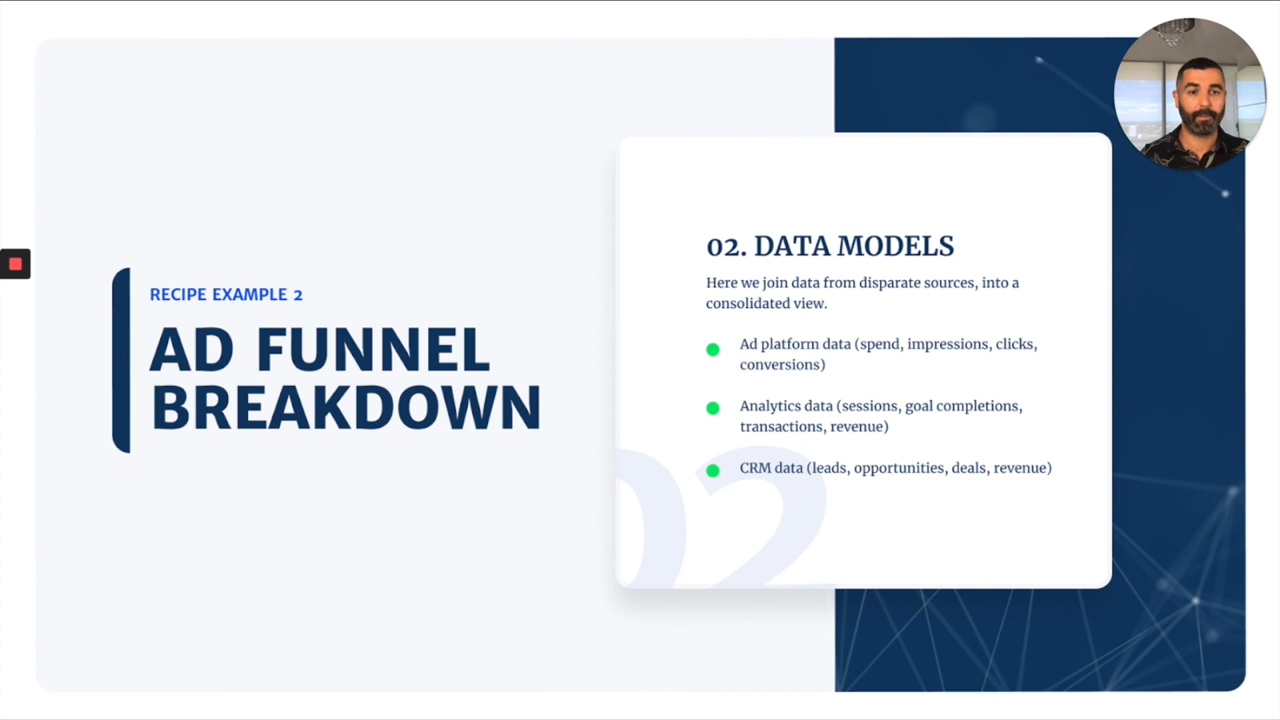 RECIPE EXAMPLE 2
AD FUNNEL
BREAKDOWN
02. DATA MODELS
Here we join data from disparate sources, into a
consolidated view.
Ad platform data (spend, impressions, clicks,
conversions)
Analytics data (sessions, goal completions,
transactions, revenue)
CRM data (leads, opportunities, deals, revenue)
02